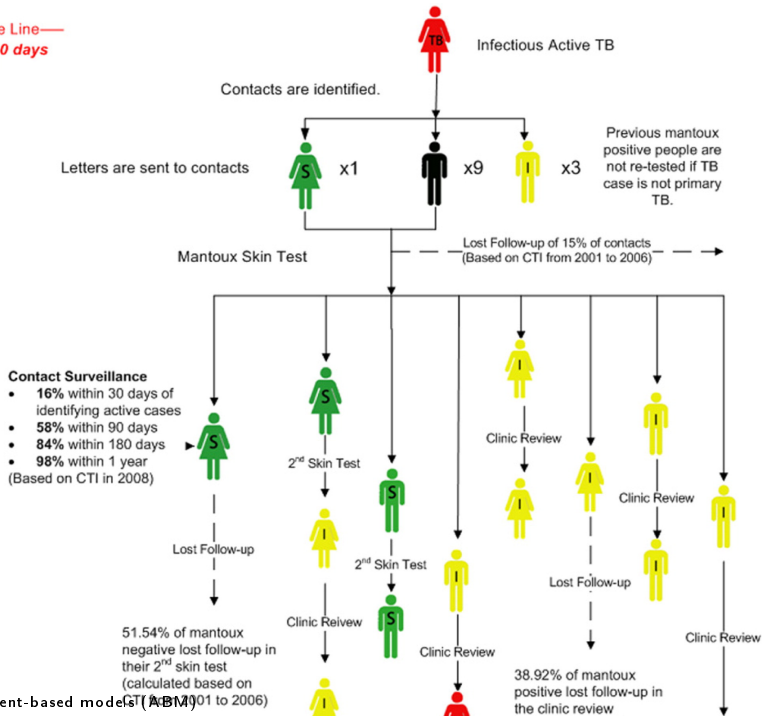 e Line
0 days
TB
Infectious Active TB
Contacts are identified.
Letters are sent to contacts
S
x1
x9
I
x3
Previous mantoux
positive people are
not re-tested if TB
case is not primary
TB.
Mantoux Skin Test
Lost Follow-up of 15% of contacts
(Based on CTI from 2001 to 2006)
Contact Surveillance
• 16% within 30 days of
identifying active cases
• 58% within 90 days
• 84% within 180 days
• 98% within 1 year
(Based on CTI in 2008)
S
Lost Follow-up
51.54% of mantoux
negative lost follow-up in
their 2nd skin test
(calculated based on
CTI from 2001 to 2006)
S
2nd Skin Test
I
Clinic Reivew
I
S
2nd Skin Test
S
I
Clinic Review
I
Clinic Review
I
I
Lost Follow-up
38.92% of mantoux
positive lost follow-up in
the clinic review
I
Clinic Review
I
I
Clinic Review
ent-based models (ABM)